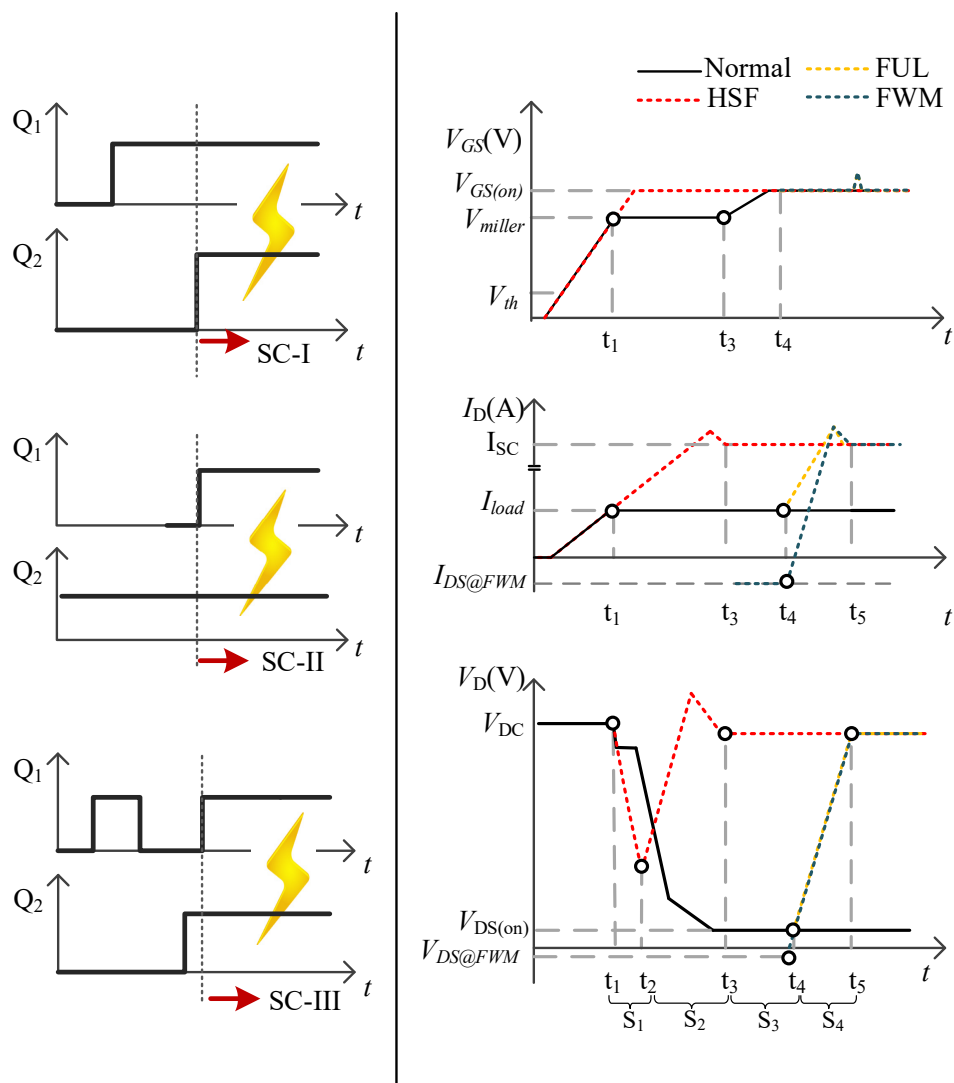 Q1
t
Q2
t
SC-I
Q1
t
Q2
t
SC-II
Q1
t
Q2
t
SC-III
Normal
FUL
HSF
FWM
VGS(V)
VGS(on)
Vmiller
Vth
t1
t3
t4
t
ID(A)
ISC
Iload
IDS@FWM
t1
t3
t4
t5
t
VD(V)
VDC
VDS(on)
VDS@FWM
t1
t2
t3
t4
t5
t
S1
S2
S3
S4